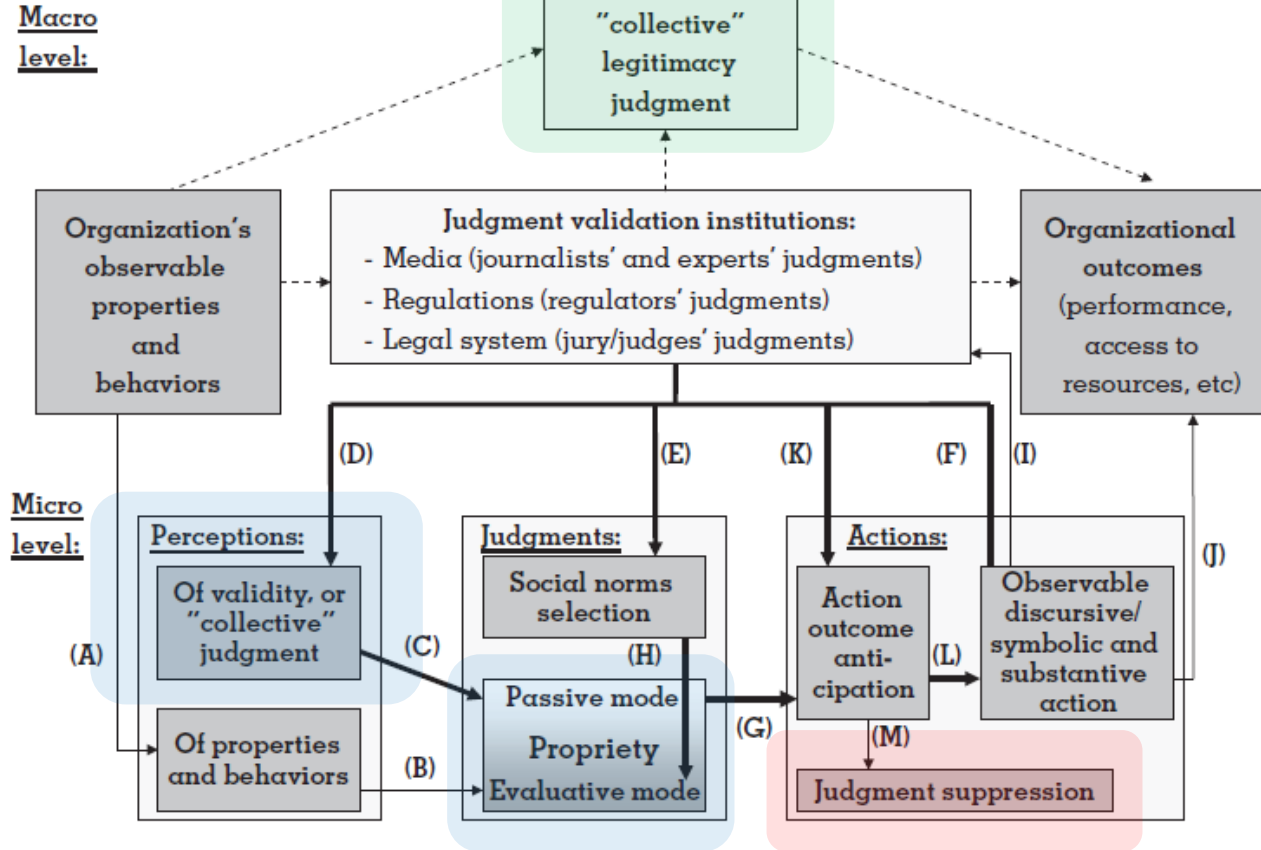 Macro
level:
”collective”
legitimacy
judgment
Organization’s
observable
properties
and
behaviors
Judgment validation institutions:
- Media (journalists’ and experts’ judgments)
- Regulations (regulators’ judgments)
- Legal system (jury/judges’ judgments)
Organizational
outcomes
(performance,
access to
resources, etc)
(D)
(E)
(K)
(F)
(I)
Micro
level:
Perceptions:
Of validity, or
”collective”
judgment
(A)
(C)
Of properties
and behaviors
(B)
Judgments:
Social norms
selection
(H)
Passive mode
Propriety
Evaluative mode
(G)
Actions:
Action
outcome
anti-
cipation
(L)
Observable
discursive/
symbolic and
substantive
action
(J)
(M)
Judgment suppression